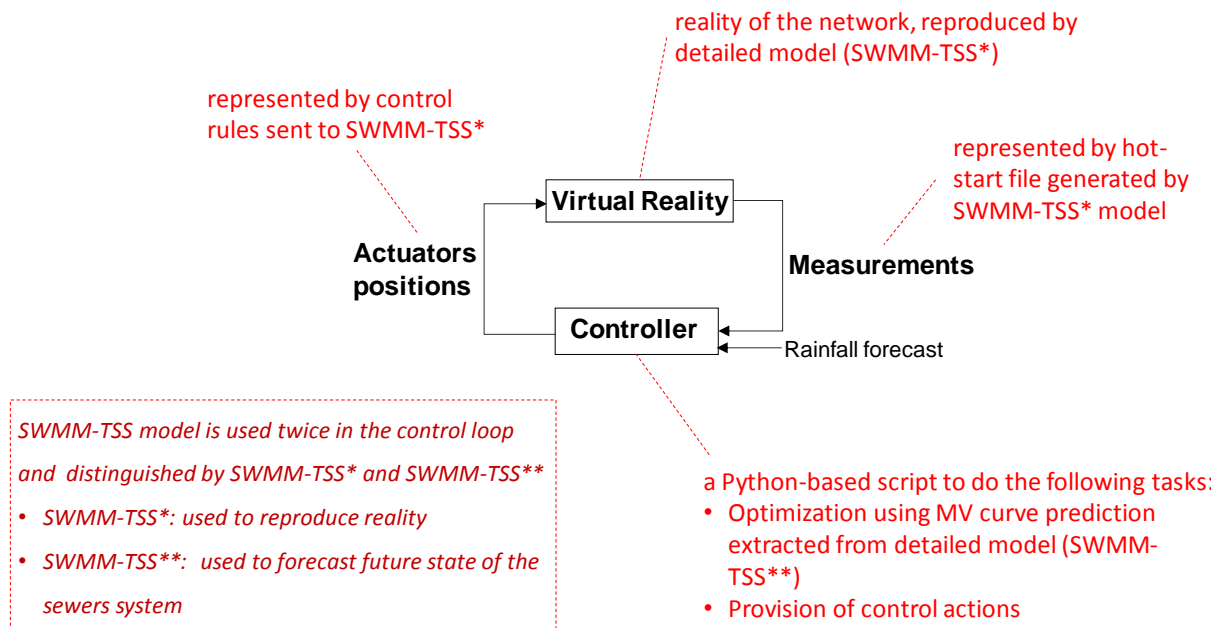 reality of the network, reproduced by
detailed model (SWMM-TSS*)
represented by control
rules sent to SWMM-TSS*
represented by hot-
start file generated by
SWMM-TSS* model
Virtual Reality
Actuators
positions
Measurements
Controller
Rainfall forecast
SWMM-TSS model is used twice in the control loop
and distinguished by SWMM-TSS* and SWMM-TSS**
• SWMM-TSS*: used to reproduce reality
• SWMM-TSS**: used to forecast future state of the
sewers system
a Python-based script to do the following tasks:
• Optimization using MV curve prediction
extracted from detailed model (SWMM-
TSS**)
• Provision of control actions